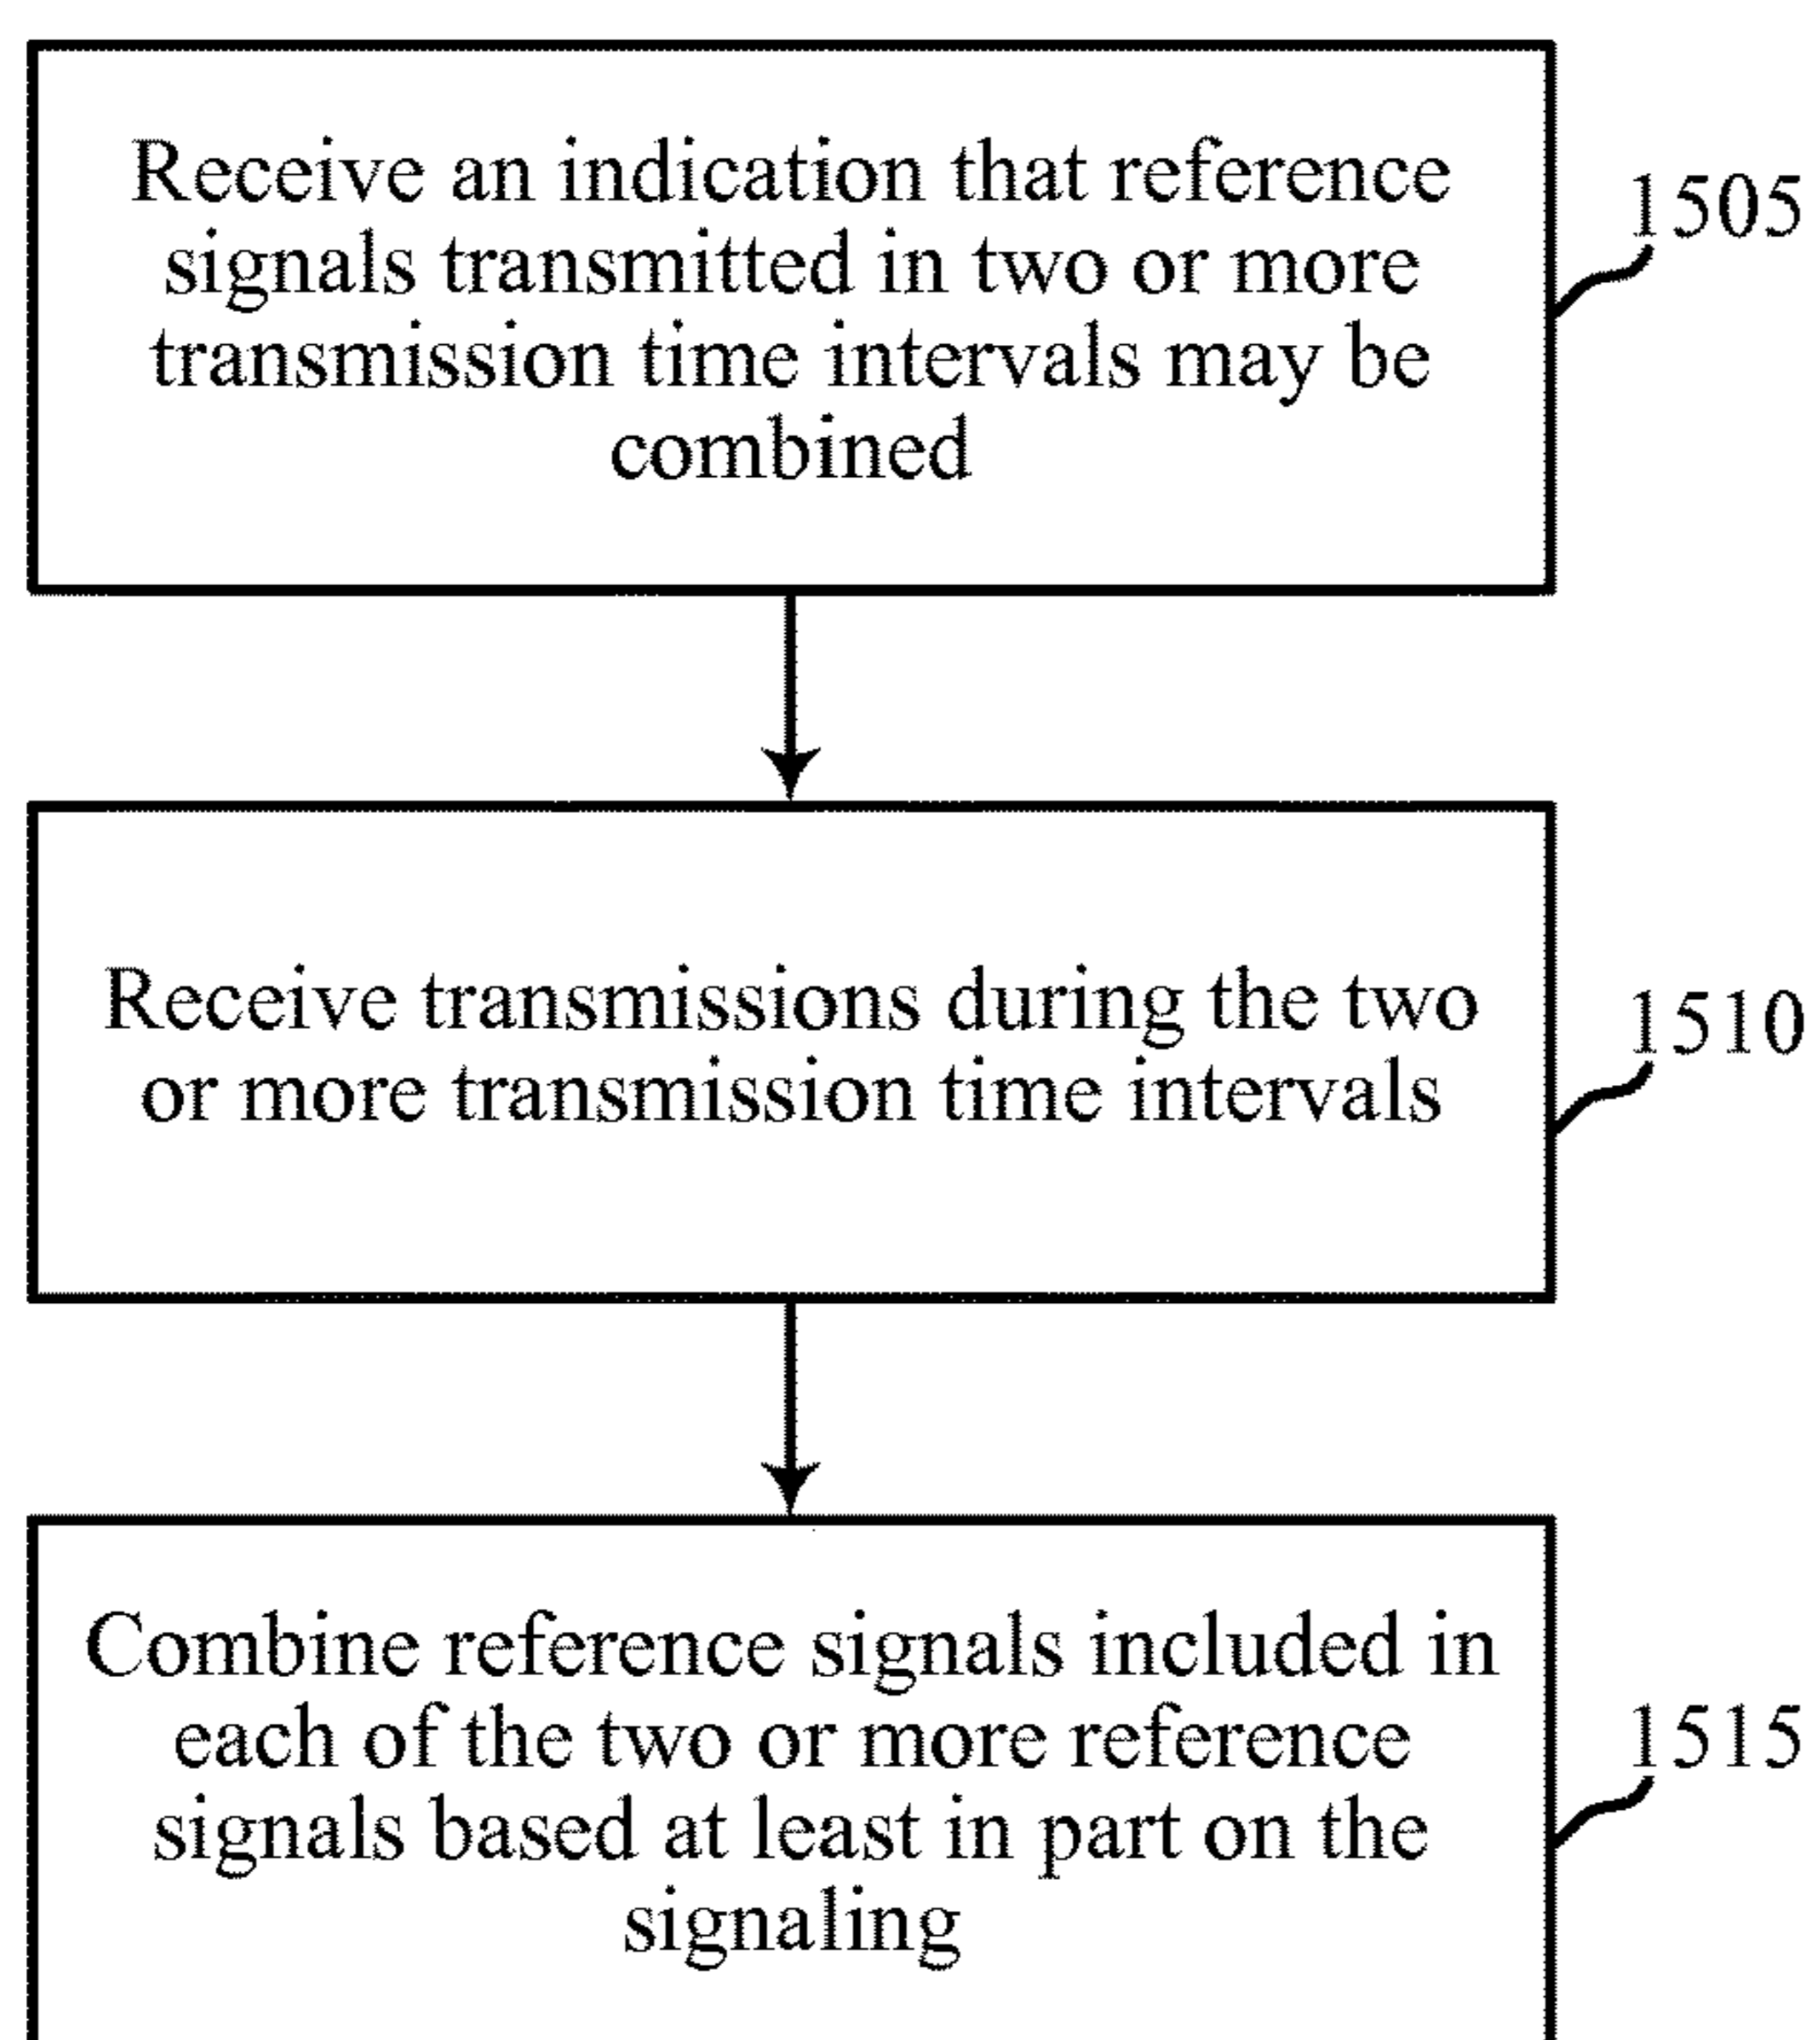 Receive an indication that reference
signals transmitted in two or more
transmission time intervals may be
combined
1505
Receive transmissions during the two
or more transmission time intervals
1510
Combine reference signals included in
each of the two or more reference
signals based at least in part on the
signaling
1515